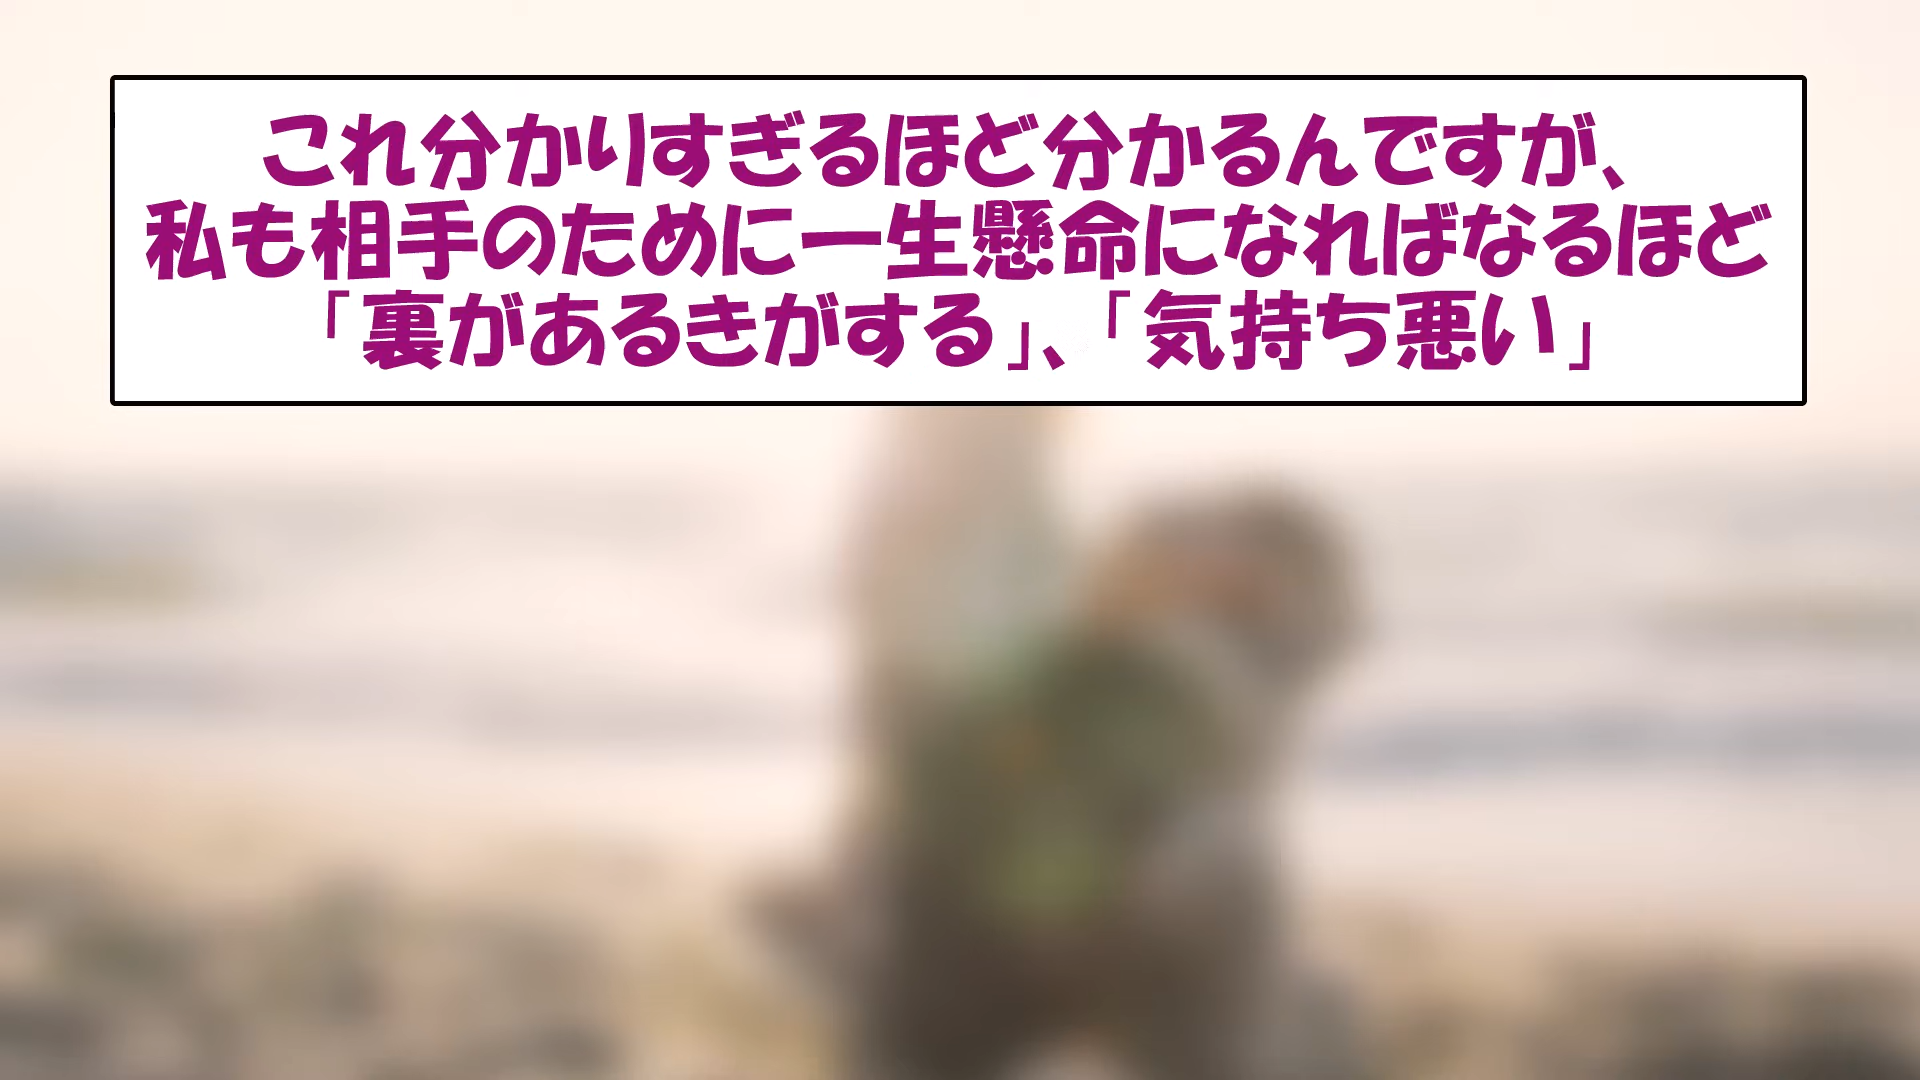 これ分かりすぎるほど分かるんですが、
私も相手のために一生懸命になればなるほど
「裏があるきがする」、「気持ち悪い」